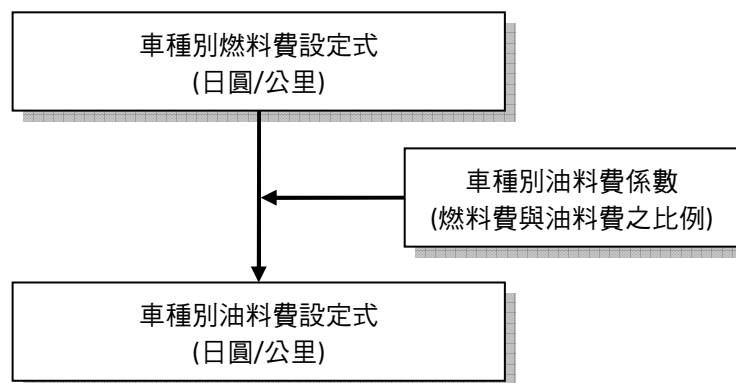 車種別燃料費設定式
(日圓/公里)
車種別油料費係數
(燃料費與油料費之比例)
車種別油料費設定式
(日圓/公里)